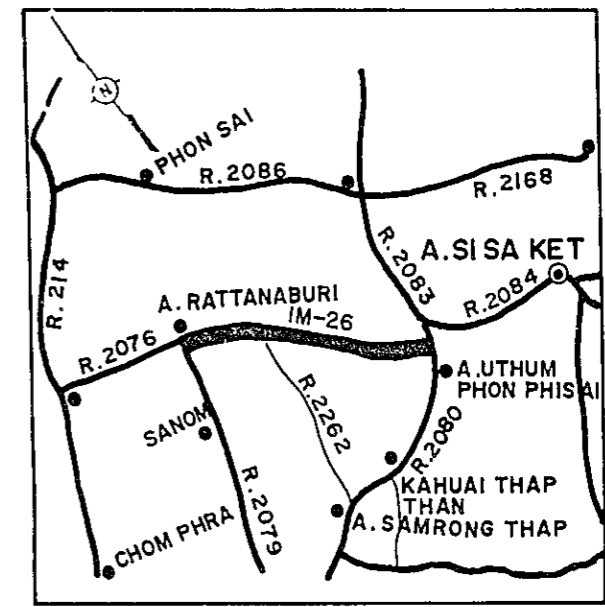 N
PHON SAI
R.2086
R.2168
R.214
R.2083
A.SI SA KET
R.2084
A. RATTANABURI
IM-26
R.2076
A.UTHUM
PHON PHISAI
R.2262
SANOM
R.2080
R.2079
KAHUAI THAP
THAN
A.SAMRONG THAP
CHOM PHRA